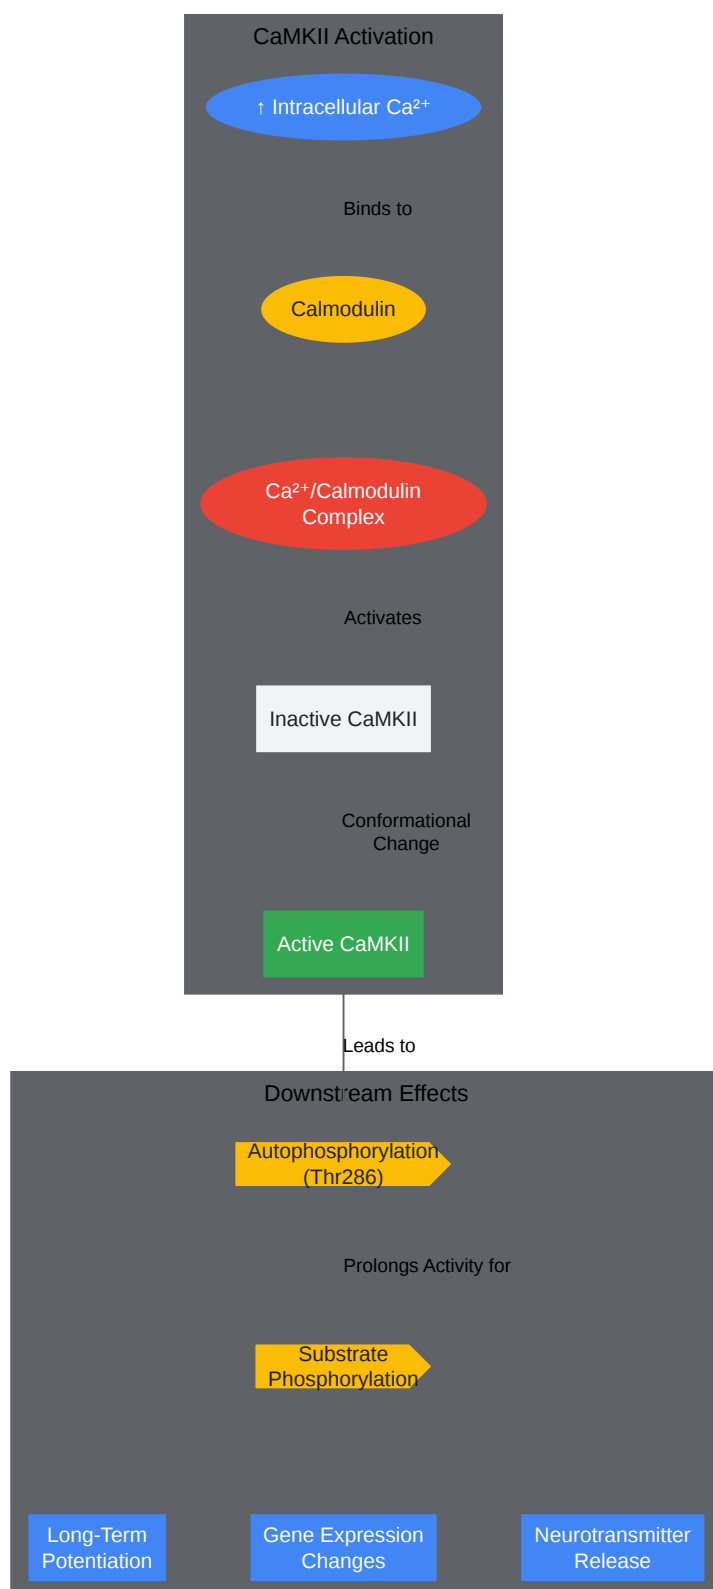 CaMKII Activation
↑ Intracellular Ca²⁺
Binds to
Calmodulin
Ca²⁺/Calmodulin
Complex
Activates
Inactive CaMKII
Conformational
Change
Active CaMKII
Leads to
Downstream Effects
Autophosphorylation
(Thr286)
Prolongs Activity for
Substrate
Phosphorylation
Long-Term
Potentiation
Gene Expression
Changes
Neurotransmitter
Release